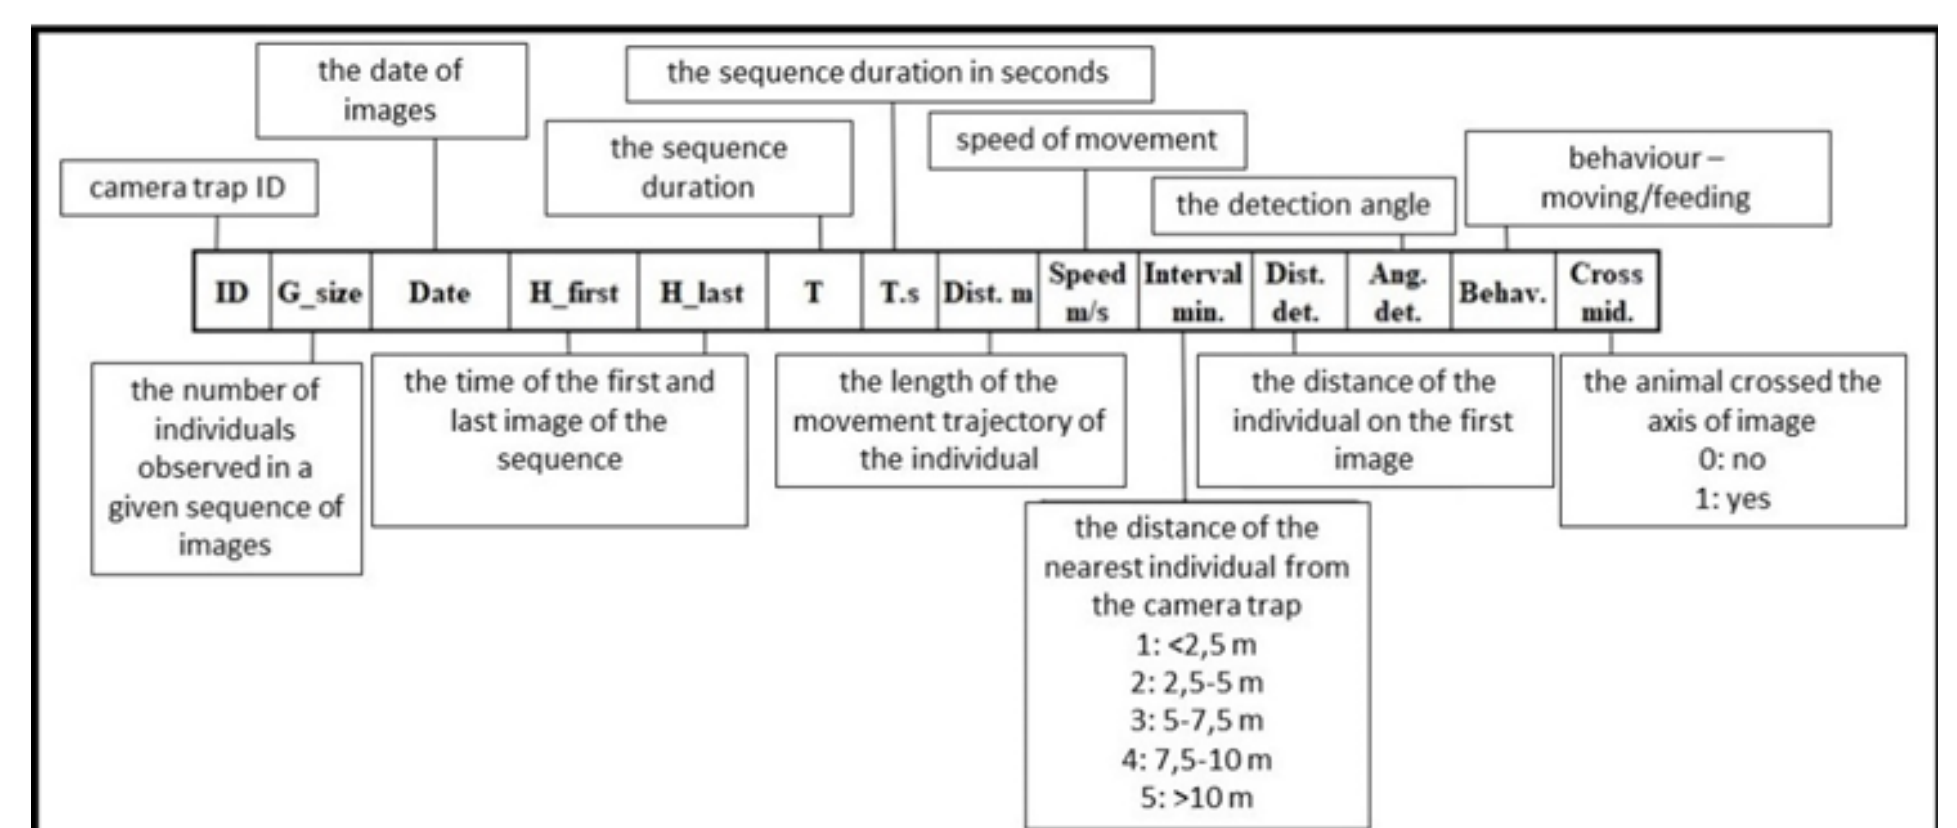 the date of
images
the sequence duration in seconds
speed of movement
the sequence
duration
behaviour –
moving/feeding
camera trap ID
the detection angle
ID G_size Date H_first H_last T T.s Dist. m Speed m/s Interval min. Dist. det. Ang. det. Behav. Cross mid.
the number of
individuals
observed in a
given sequence of
images
the time of the first and
last image of the
sequence
the length of the
movement trajectory of
the individual
the distance of the
nearest individual from
the camera trap
1: <2,5 m
2: 2,5-5 m
3: 5-7,5 m
4: 7,5-10 m
5: >10 m
the distance of the
individual on the first
image
the animal crossed the
axis of image
0: no
1: yes